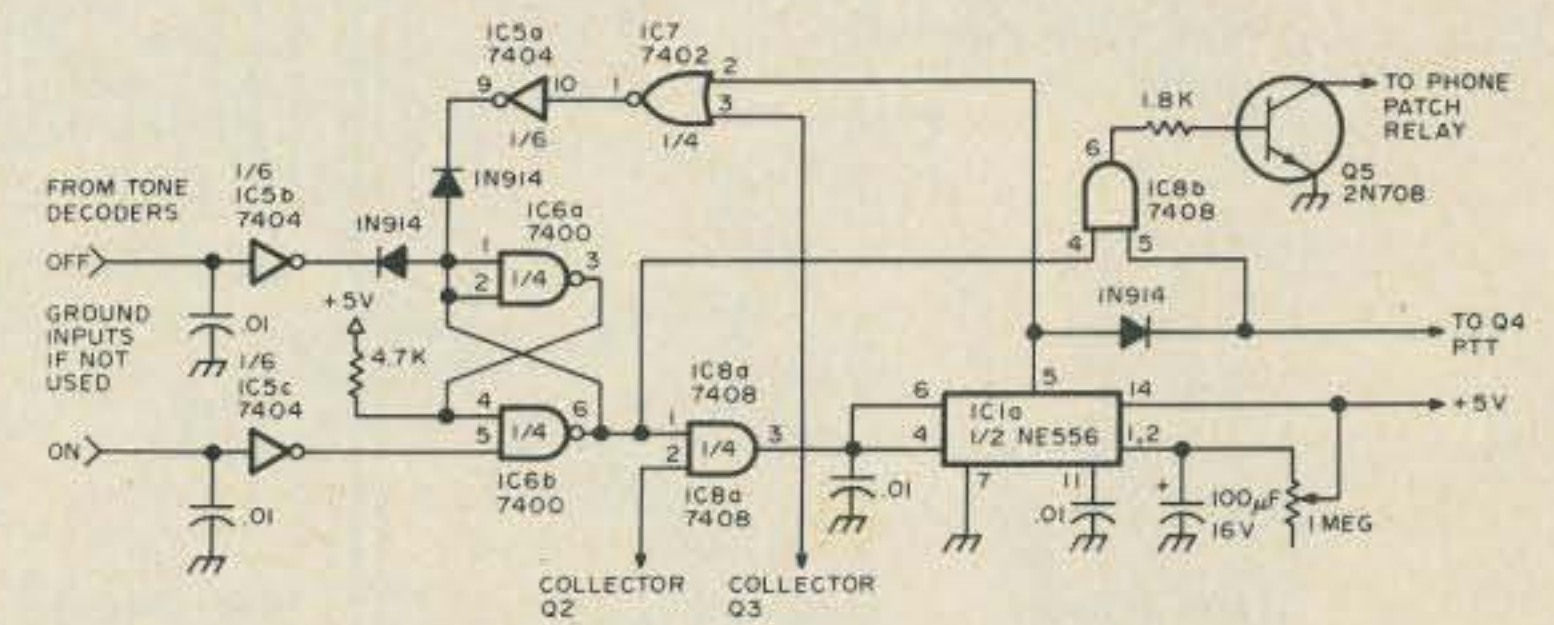 IC5a
7404
9
10
1/6
IC7
7402
1
2
3
1/4
1N914
FROM TONE
DECODERS
OFF
1/6
IC5b
7404
1N914
IC6a
7400
1
2
1/4
3
.01
GROUND
INPUTS
IF NOT
USED
+5V
4.7K
1/6
IC5c
7404
ON
.01
4
5
1/4
6
IC6b
7400
IC8a
7408
1
2
1/4
3
IC8a
7408
COLLECTOR
Q2
COLLECTOR
Q3
.01
1.8K
TO PHONE
PATCH
RELAY
Q5
2N708
6
IC8b
7408
4
5
1N914
TO Q4
PTT
5
6
4
IC1a
1/2 NE556
14
1,2
7
11
+5V
.01
+
100µF
16V
1 MEG